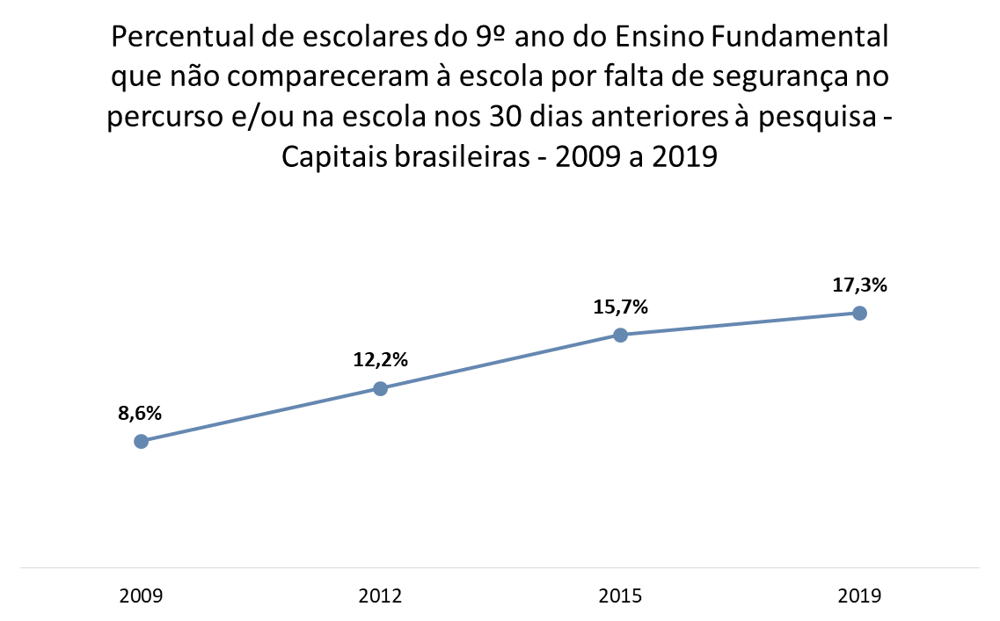 Percentual de escolares do 9º ano do Ensino Fundamental
que não compareceram à escola por falta de segurança no
percurso e/ou na escola nos 30 dias anteriores à pesquisa -
Capitais brasileiras - 2009 a 2019
17,3%
15,7%
12,2%
8,6%
2009 2012 2015 2019